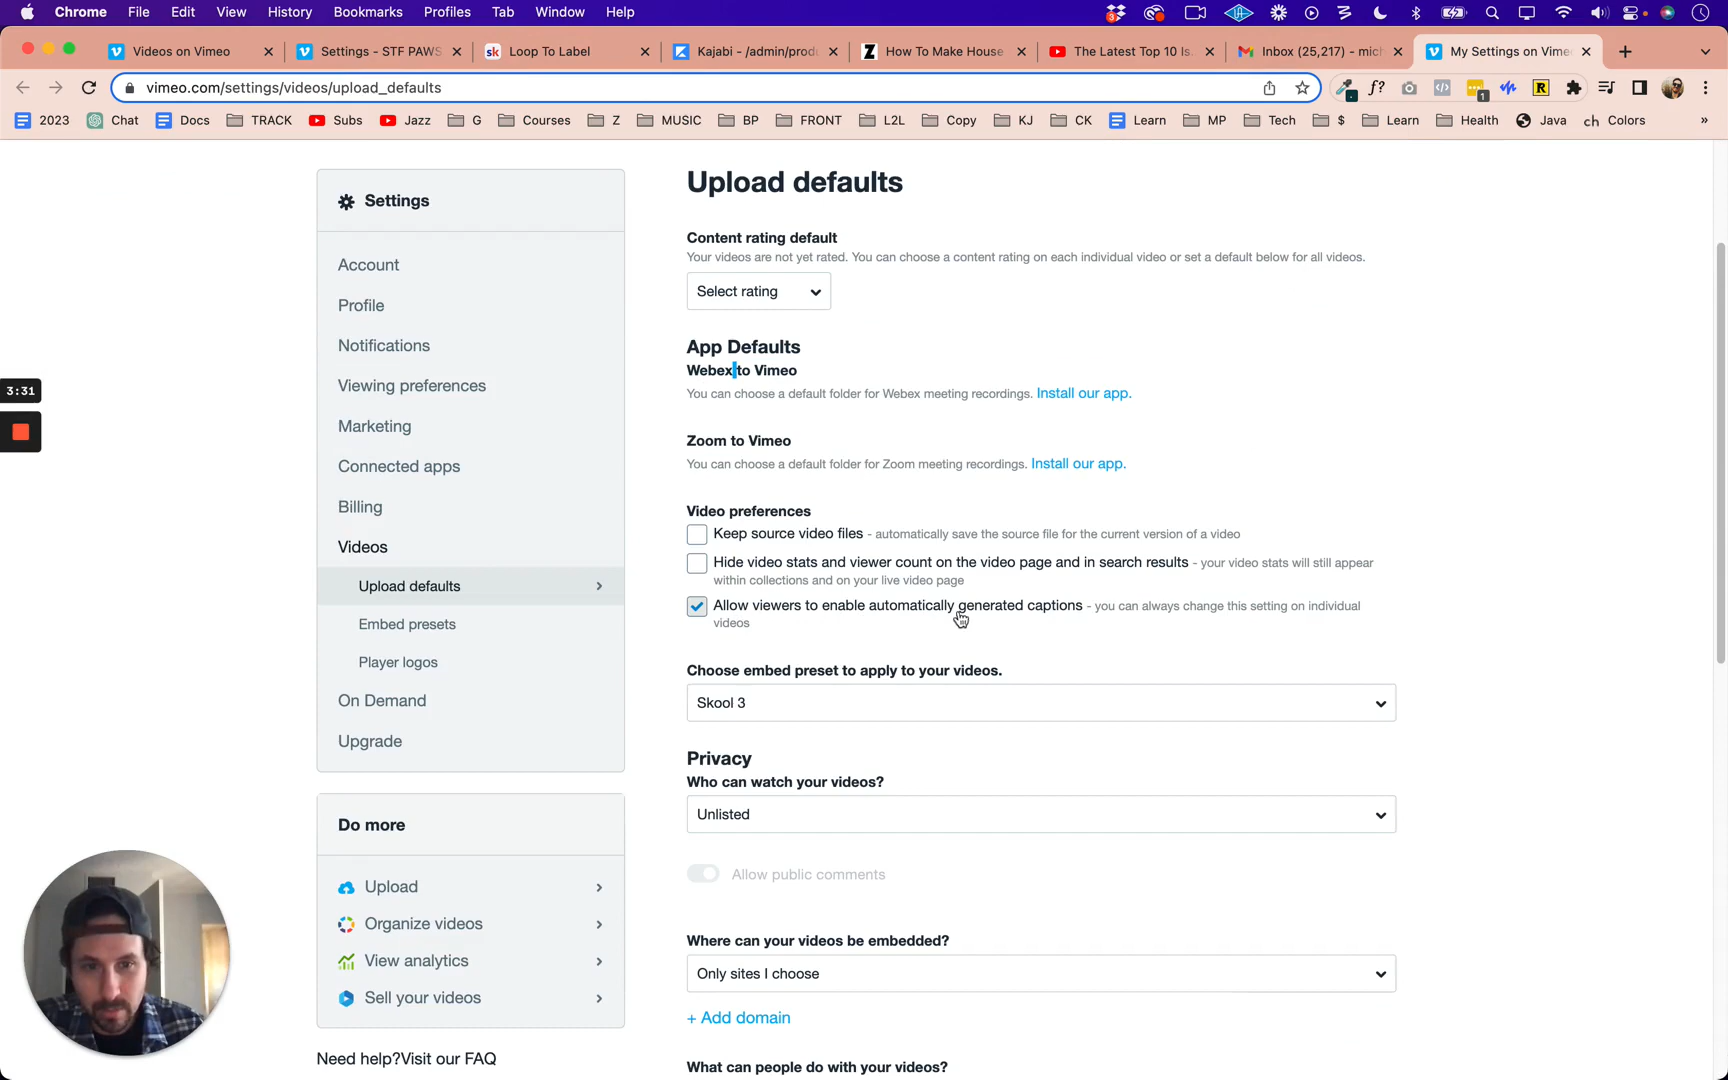 Chrome File Edit View History Bookmarks Profiles Tab Window Help
3
Videos on Vimeo
Settings - STF PAWS
sk Loop To Label
Kajabi - /admin/produ
Z How To Make House
The Latest Top 10 Is
Inbox (25,217) - mich
My Settings on Vime
vimeo.com/settings/videos/upload_defaults
f?
1
R
2023 Chat Docs TRACK Subs Jazz G Courses Z MUSIC BP FRONT L2L Copy KJ CK Learn MP Tech $ Learn Health Java ch Colors »
3:31
Settings
Account
Profile
Notifications
Viewing preferences
Marketing
Connected apps
Billing
Videos
Upload defaults
Embed presets
Player logos
On Demand
Upgrade
Do more
Upload
Organize videos
View analytics
Sell your videos
Need help?Visit our FAQ
Upload defaults
Content rating default
Your videos are not yet rated. You can choose a content rating on each individual video or set a default below for all videos.
Select rating
App Defaults
Webex to Vimeo
You can choose a default folder for Webex meeting recordings. Install our app.
Zoom to Vimeo
You can choose a default folder for Zoom meeting recordings. Install our app.
Video preferences
Keep source video files - automatically save the source file for the current version of a video
Hide video stats and viewer count on the video page and in search results - your video stats will still appear
within collections and on your live video page
Allow viewers to enable automatically generated captions - you can always change this setting on individual
videos
Choose embed preset to apply to your videos.
Skool 3
Privacy
Who can watch your videos?
Unlisted
Allow public comments
Where can your videos be embedded?
Only sites I choose
+ Add domain
What can people do with your videos?